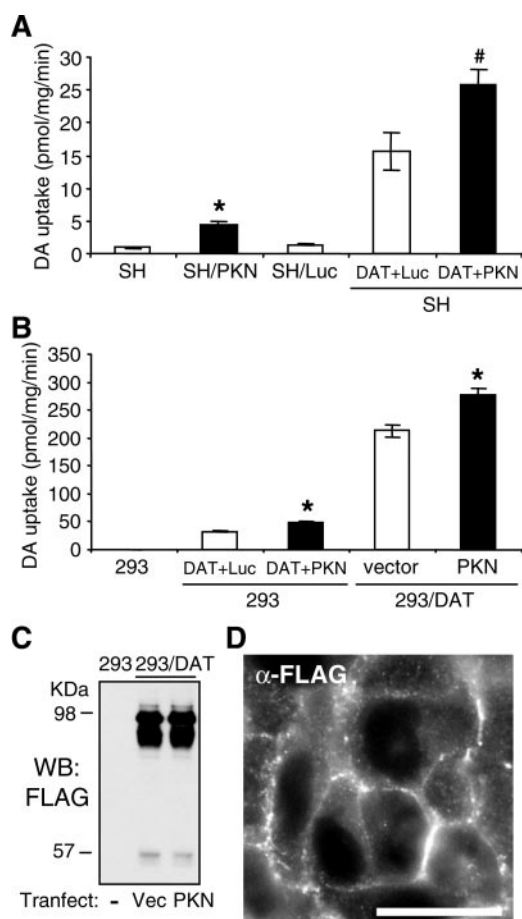 A
DA uptake (pmol/mg/min)
30
25
20
15
10
5
0
*
#
SH SH/PKN SH/Luc DAT+Luc DAT+PKN
SH
B
DA uptake (pmol/mg/min)
350
300
250
200
150
100
50
0
*
*
293 DAT+Luc DAT+PKN vector PKN
293 293/DAT
C
293 293/DAT
KDa
98
WB:
FLAG
57
Tranfect: - Vec PKN
D
α-FLAG